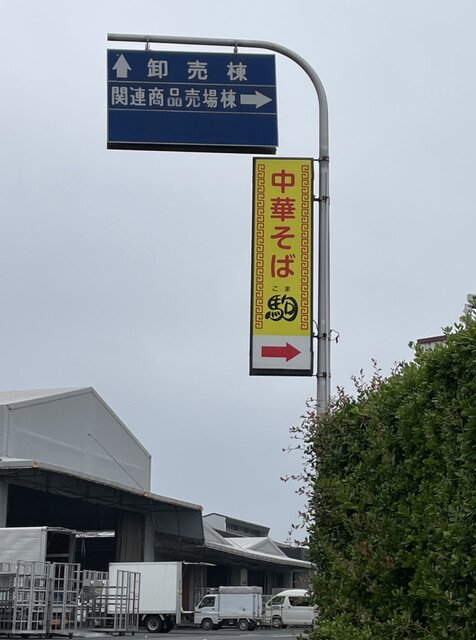 ↑ 卸売棟
関連商品売場棟 →
中華そば
こま
駒
→